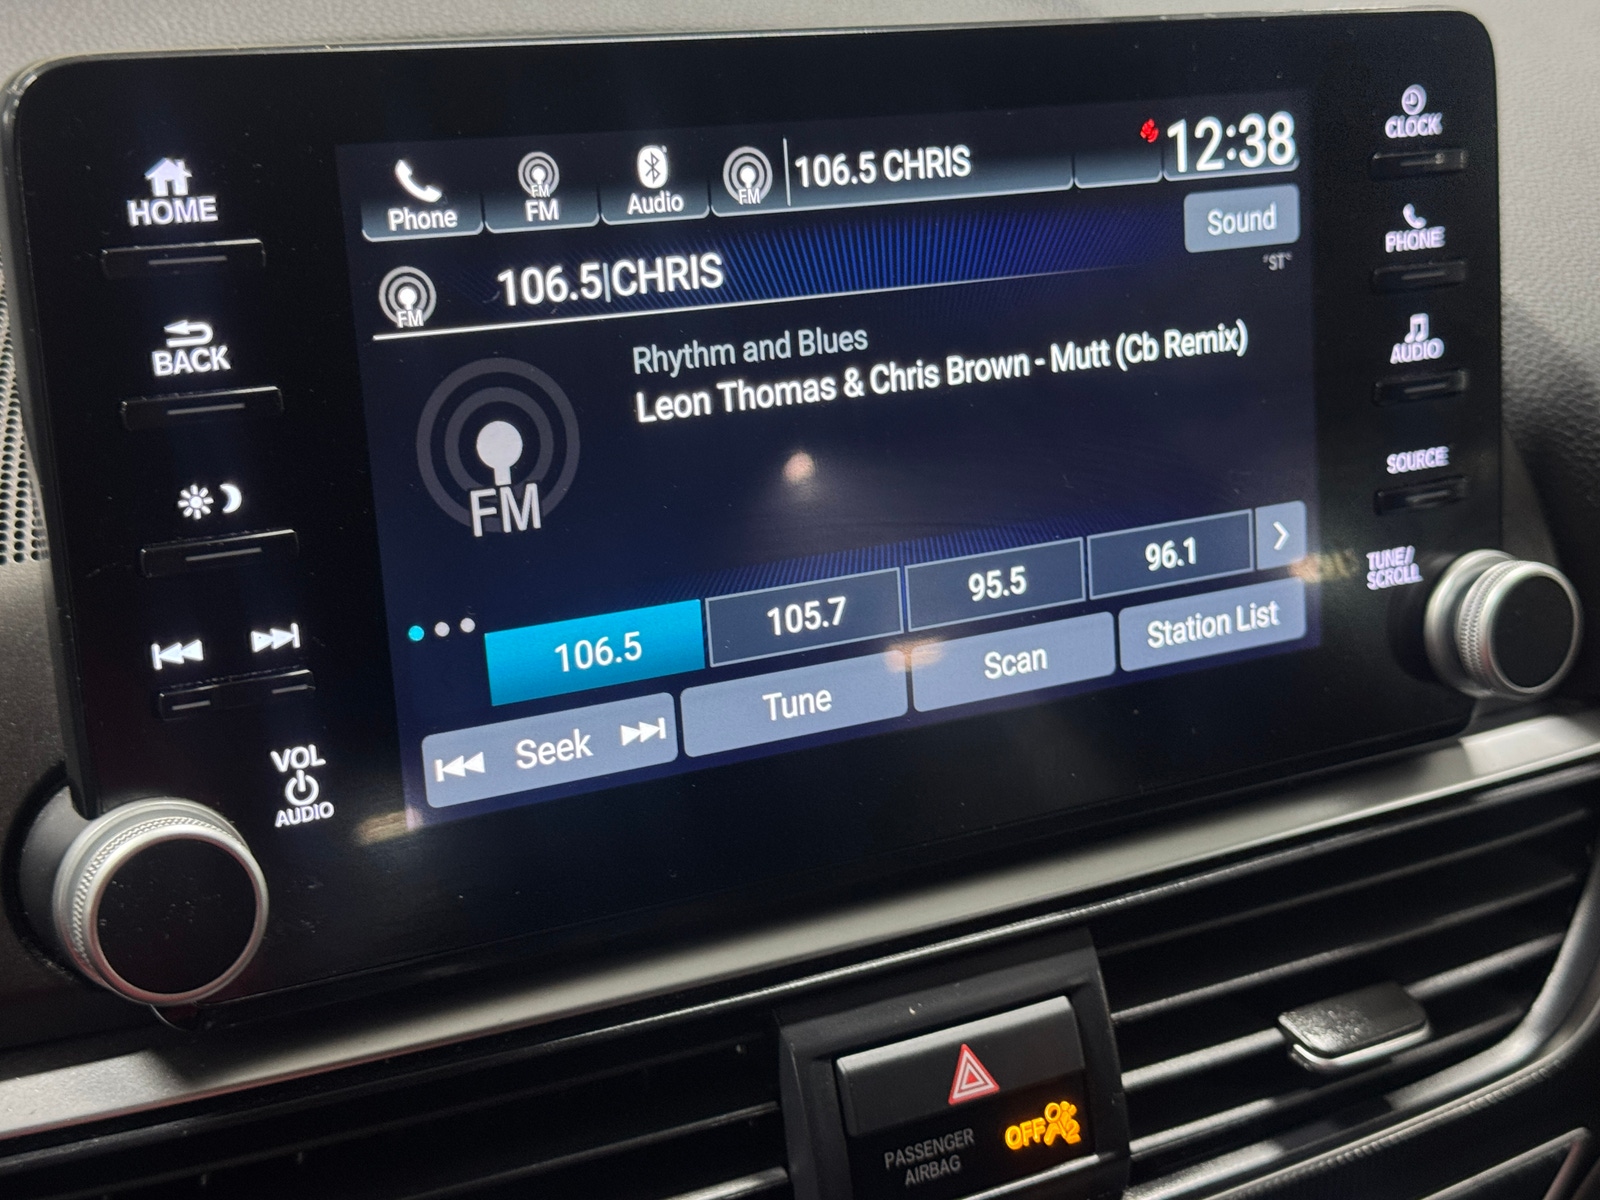 HOME
BACK
VOL
AUDIO
Phone
FM
FM
Audio
FM
106.5 CHRIS
12:38
Sound
FM
106.5|CHRIS
"ST"
Rhythm and Blues
Leon Thomas & Chris Brown - Mutt (Cb Remix)
FM
106.5
105.7
95.5
96.1
Seek
Tune
Scan
Station List
CLOCK
PHONE
AUDIO
SOURCE
TUNE/
SCROLL
PASSENGER
AIRBAG
OFF
2